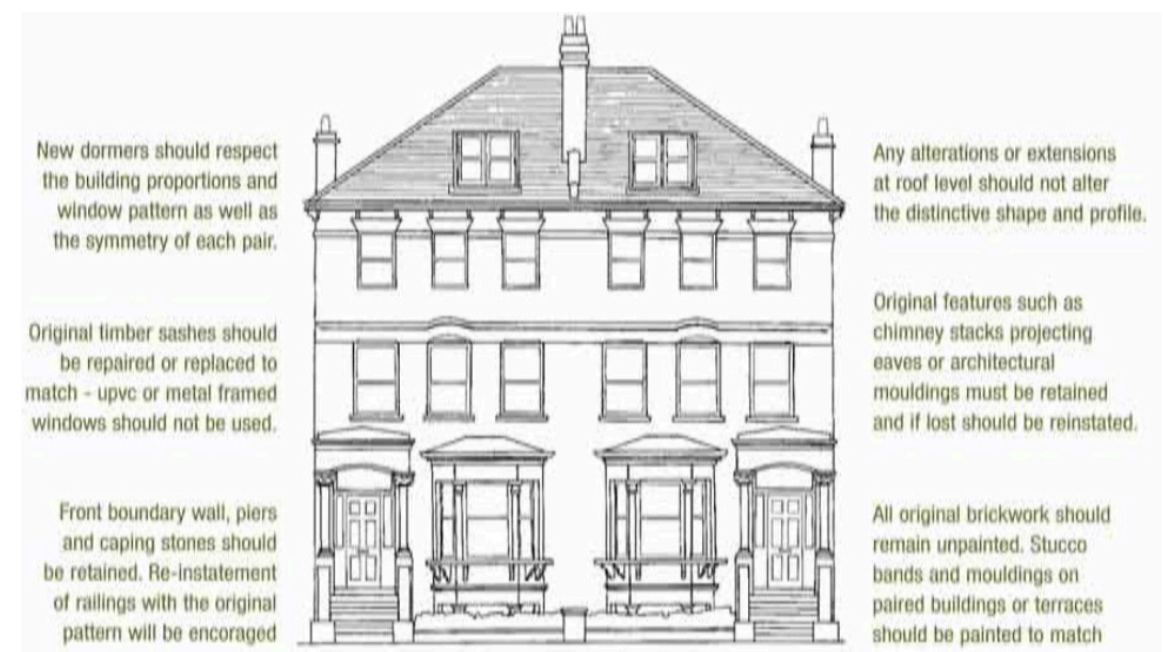 New dormers should respect
the building proportions and
window pattern as well as
the symmetry of each pair.
Original timber sashes should
be repaired or replaced to
match - upvc or metal framed
windows should not be used.
Front boundary wall, piers
and caping stones should
be retained. Re-instatement
of railings with the original
pattern will be encoraged
Any alterations or extensions
at roof level should not alter
the distinctive shape and profile.
Original features such as
chimney stacks projecting
eaves or architectural
mouldings must be retained
and if lost should be reinstated.
All original brickwork should
remain unpainted. Stucco
bands and mouldings on
paired buildings or terraces
should be painted to match